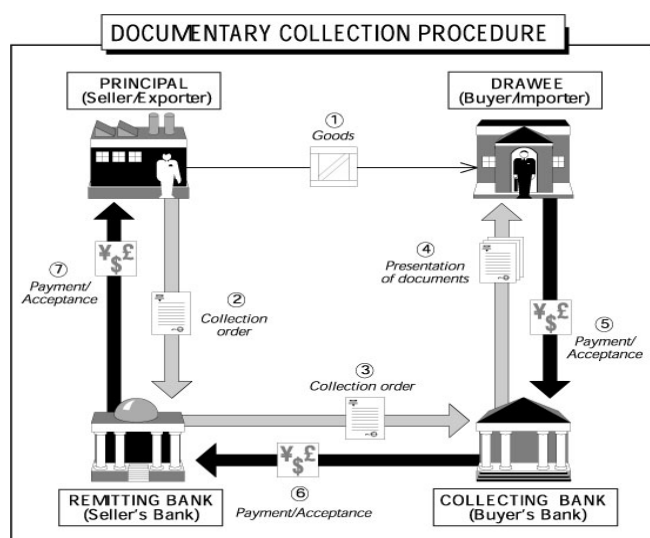 DOCUMENTARY COLLECTION PROCEDURE
PRINCIPAL
(Seller/Exporter)
DRAWEE
(Buyer/Importer)
①
Goods
④
Presentation
of documents
⑦
Payment/
Acceptance
¥$£
②
Collection
order
¥$£
⑤
Payment/
Acceptance
③
Collection order
¥$£
REMITTING BANK
(Seller's Bank)
⑥
Payment/Acceptance
COLLECTING BANK
(Buyer's Bank)